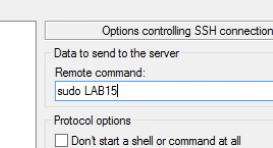 Options controlling SSH connection
Data to send to the server
Remote command:
sudo LAB15
Protocol options
Don't start a shell or command at all